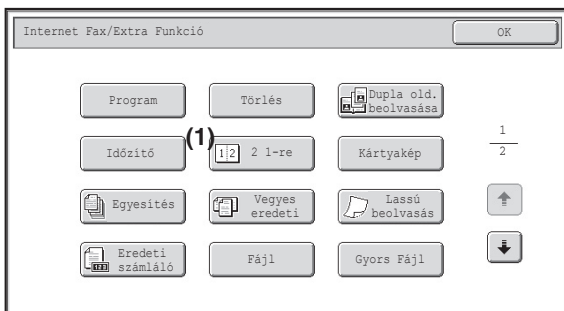 Internet Fax/Extra Funkció
OK
Program
Törlés
Dupla old.
beolvasása
Időzítő
(1)
1 2
2 1-re
Kártyakép
1
2
Egyesítés
Vegyes
eredeti
Lassú
beolvasás
Eredeti
számláló
123
Fájl
Gyors Fájl